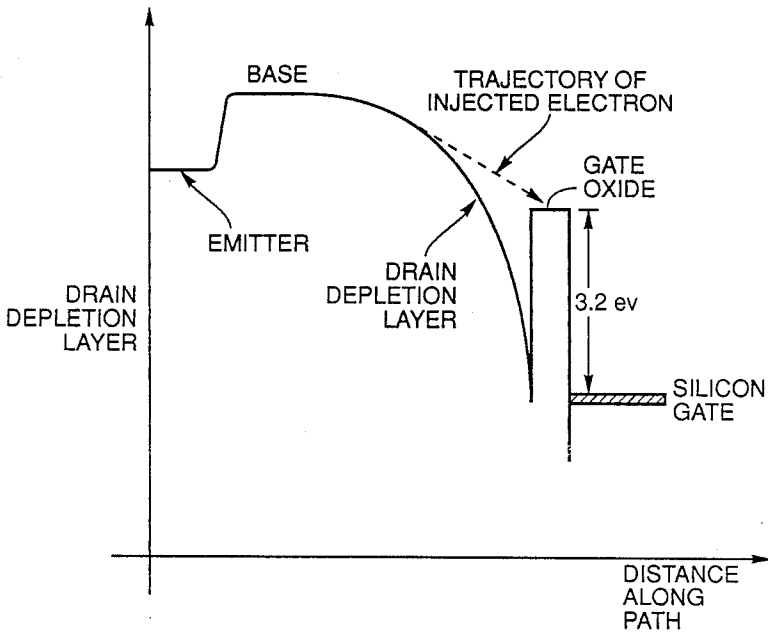 BASE
TRAJECTORY OF
INJECTED ELECTRON
GATE
OXIDE
EMITTER
DRAIN
DEPLETION
LAYER
3.2 ev
DRAIN
DEPLETION
LAYER
SILICON
GATE
DISTANCE
ALONG
PATH